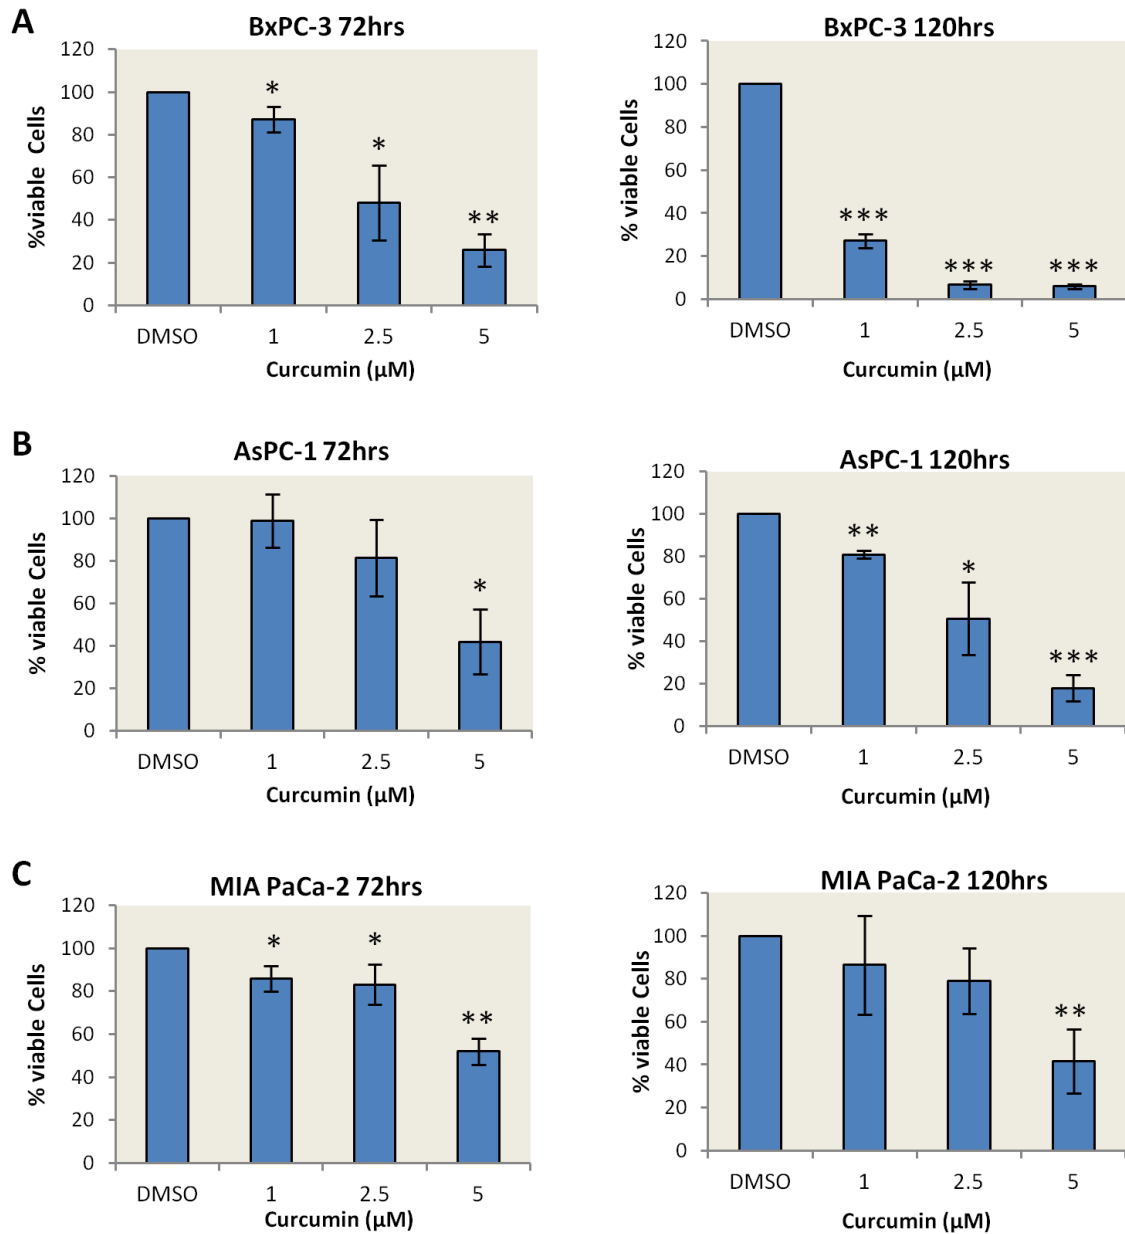 A
BxPC-3 72hrs
%viable Cells
120
100
80
60
40
20
0
*
*
**
DMSO 1 2.5 5
Curcumin (µM)
BxPC-3 120hrs
% viable Cells
120
100
80
60
40
20
0
***
***
***
DMSO 1 2.5 5
Curcumin (µM)
B
AsPC-1 72hrs
% viable Cells
120
100
80
60
40
20
0
*
DMSO 1 2.5 5
Curcumin (µM)
AsPC-1 120hrs
% viable Cells
120
100
80
60
40
20
0
**
*
***
DMSO 1 2.5 5
Curcumin (µM)
C
MIA PaCa-2 72hrs
% viable Cells
120
100
80
60
40
20
0
*
*
**
DMSO 1 2.5 5
Curcumin (µM)
MIA PaCa-2 120hrs
% viable Cells
120
100
80
60
40
20
0
**
DMSO 1 2.5 5
Curcumin (µM)